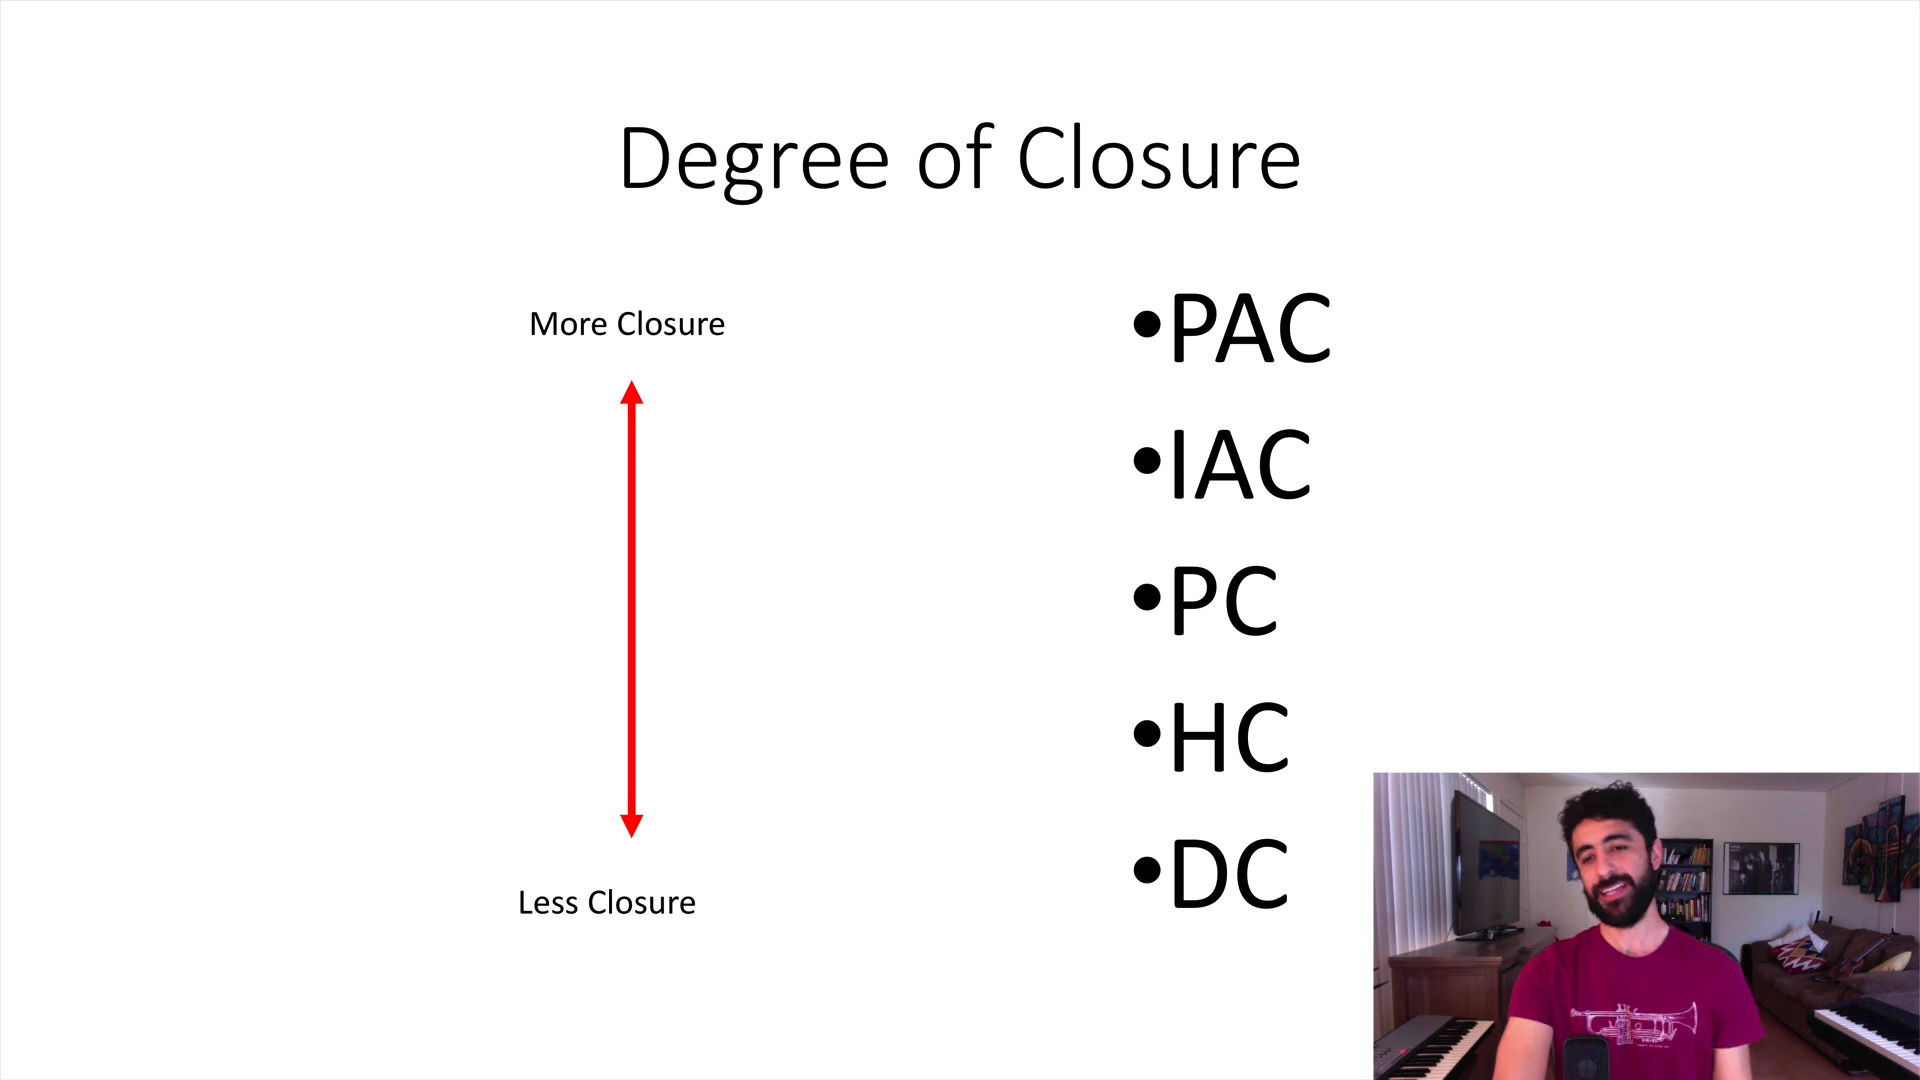 Degree of Closure
More Closure
Less Closure
•PAC
•IAC
•PC
•HC
•DC